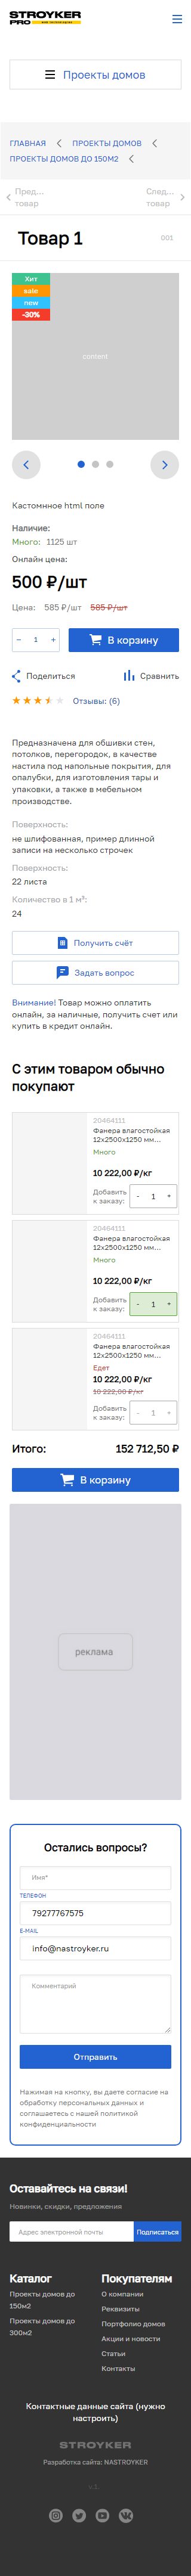 STROYKER
PRO
Проекты домов
ГЛАВНАЯ
ПРОЕКТЫ ДОМОВ
ПРОЕКТЫ ДОМОВ ДО 150М2
Пред... товар
След... товар
Товар 1
001
Хит
sale
new
-30%
content
Кастомнное html поле
Наличие:
Много: 1125 шт
Онлайн цена:
500 ₽/шт
Цена: 585 ₽/шт 585 ₽/шт
− 1 +
В корзину
Поделиться
Сравнить
Отзывы: (6)
Предназначена для обшивки стен,
потолков, перегородок, в качестве
настила под напольные покрытия, для
опалубки, для изготовления тары и
упаковки, а также в мебельном
производстве.
Поверхность:
не шлифованная, пример длинной
записи на несколько строчек
Поверхность:
22 листа
Количество в 1 м³:
24
Получить счёт
Задать вопрос
Внимание! Товар можно оплатить
онлайн, за наличные, получить счет или
купить в кредит онлайн.
С этим товаром обычно
покупают
20464111
Фанера влагостойкая
12х2500х1250 мм...
Много
10 222,00 ₽/кг
Добавить
к заказу:
- 1 +
20464111
Фанера влагостойкая
12х2500х1250 мм...
Много
10 222,00 ₽/кг
Добавить
к заказу:
- 1 +
20464111
Фанера влагостойкая
12х2500х1250 мм...
Едет
10 222,00 ₽/кг
10 222,00 ₽/кг
Добавить
к заказу:
- 1 +
Итого: 152 712,50 ₽
В корзину
реклама
Остались вопросы?
Имя*
ТЕЛЕФОН
79277767575
E-MAIL
info@nastroyker.ru
Комментарий
Отправить
Нажимая на кнопку, вы даете согласие на
обработку персональных данных и
соглашаетесь с нашей политикой
конфиденциальности
Оставайтесь на связи!
Новинки, скидки, предложения
Адрес электронной почты
Подписаться
Каталог
Проекты домов до
150м2
Проекты домов до
300м2
Покупателям
О компании
Реквизиты
Портфолио домов
Акции и новости
Статьи
Контакты
Контактные данные сайта (нужно
настроить)
STROYKER
Разработка сайта: NASTROYKER